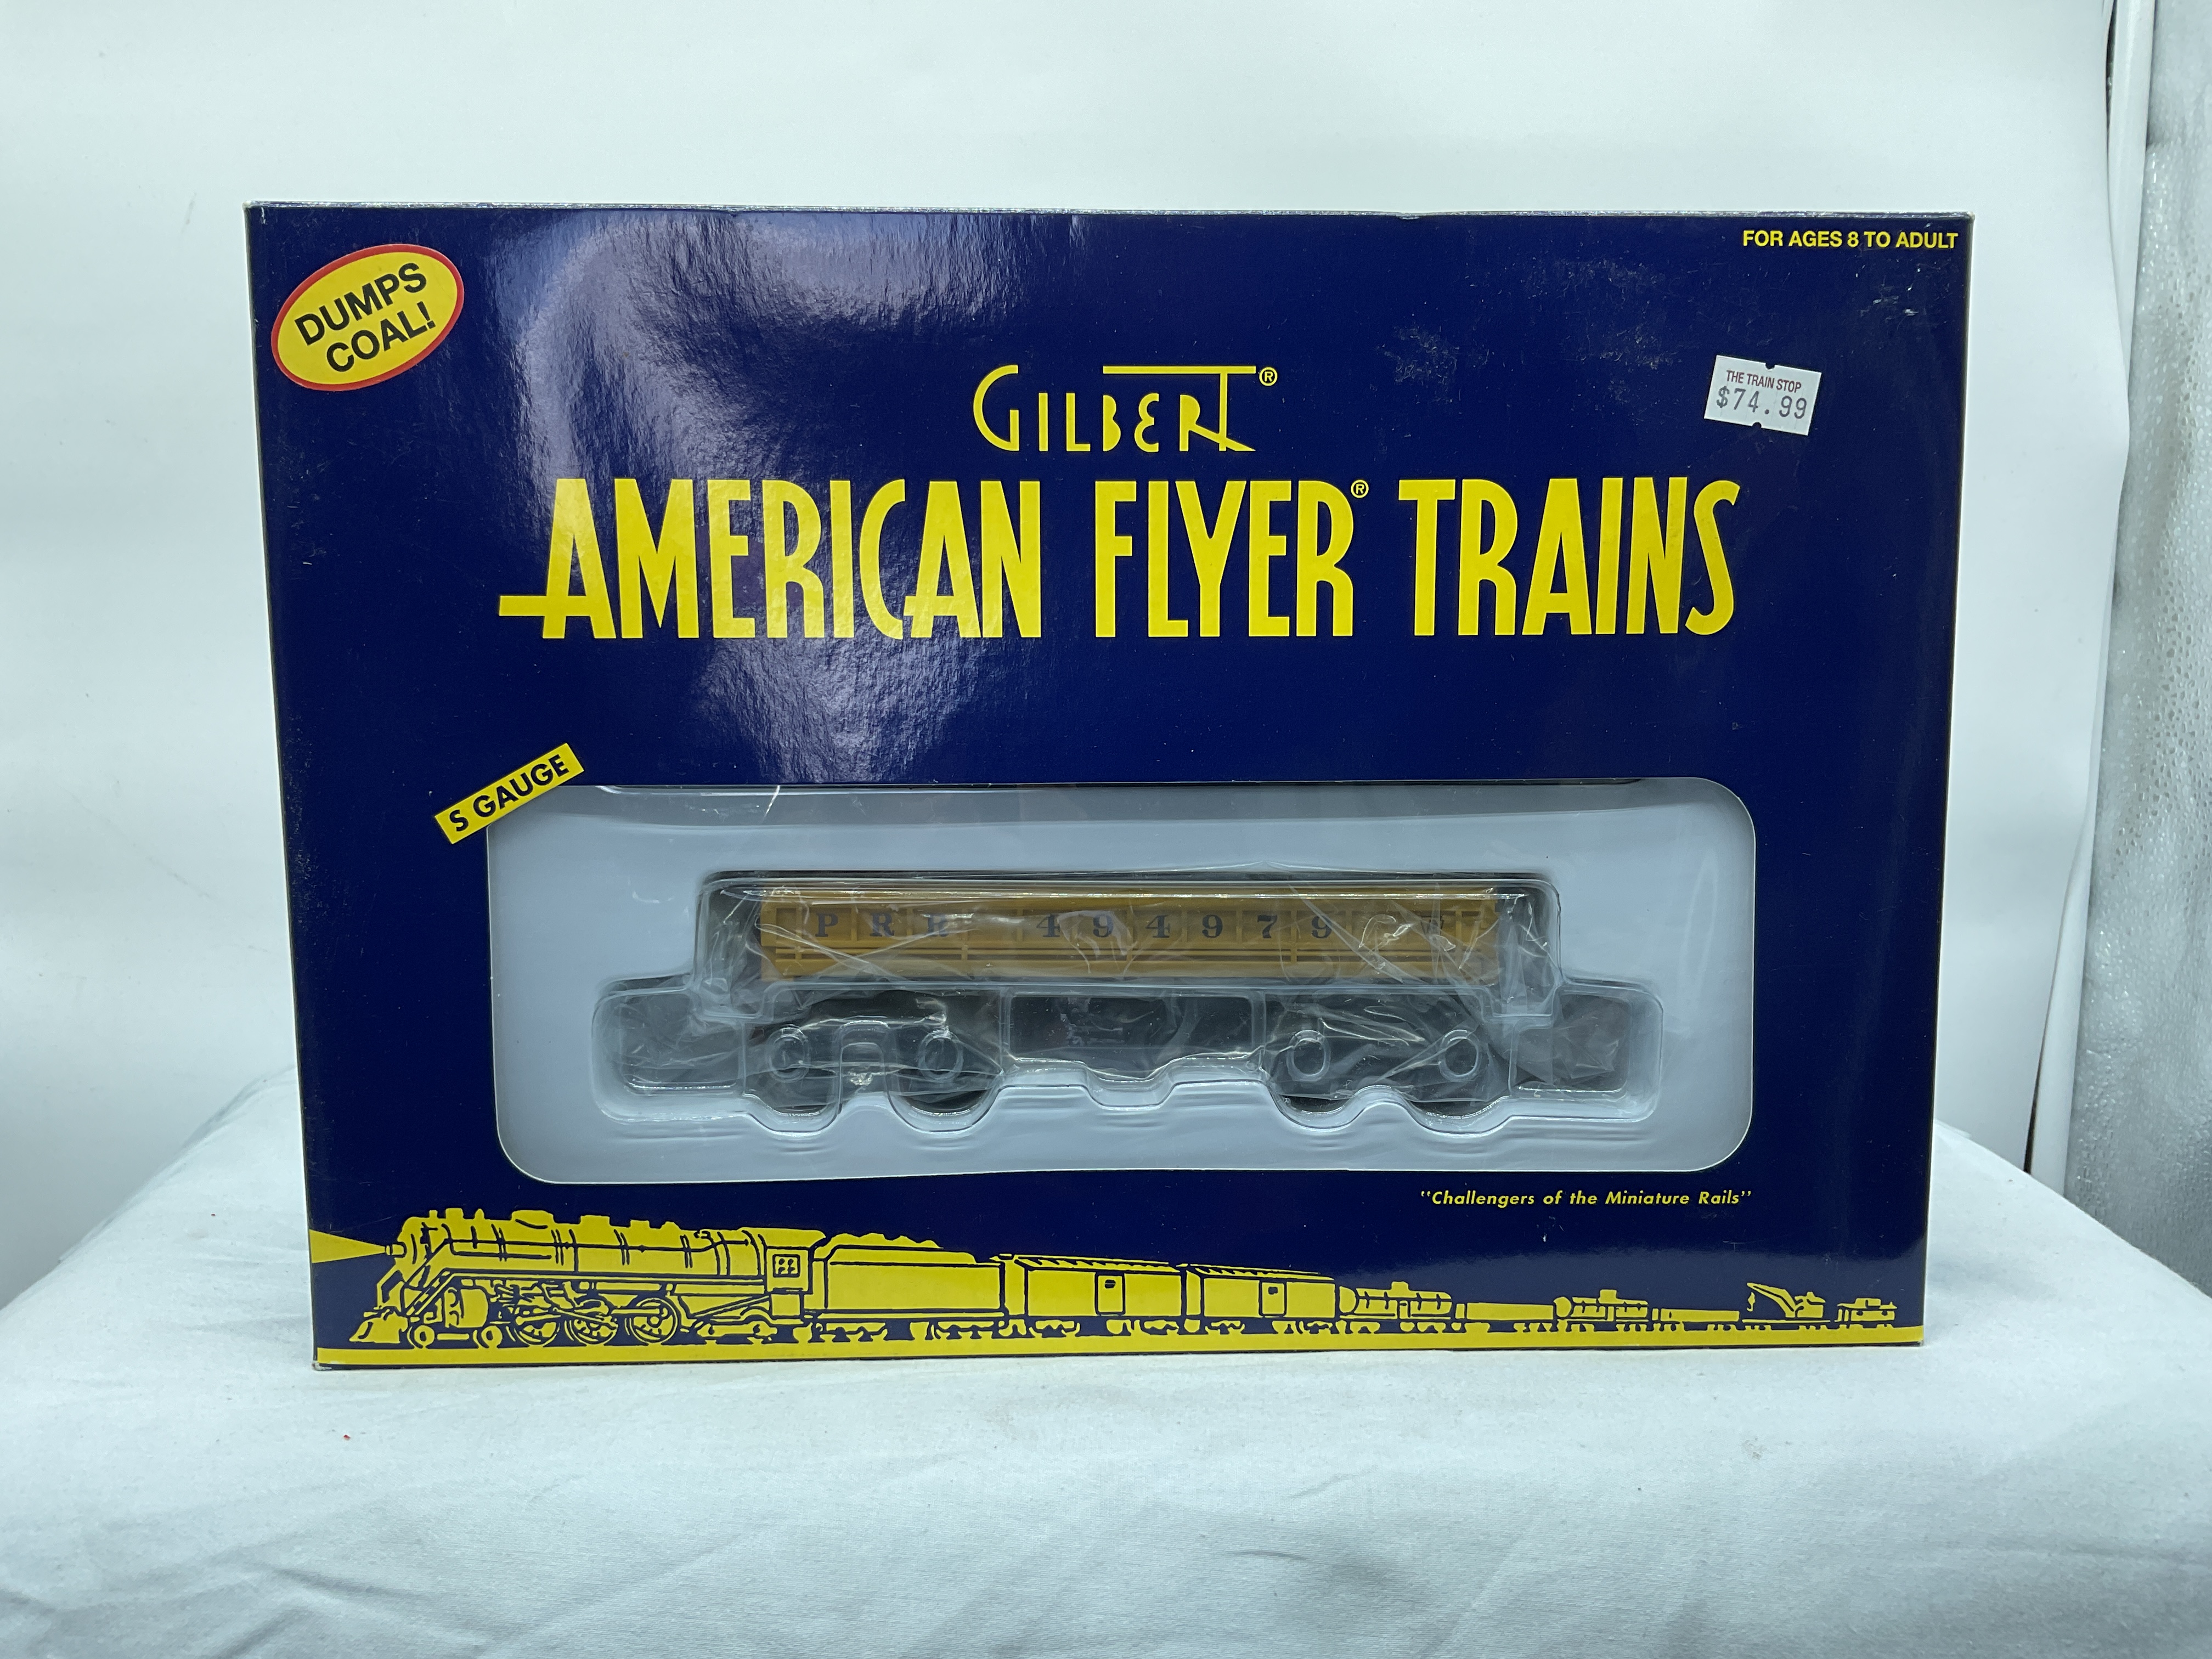 DUMPS
COAL!
FOR AGES 8 TO ADULT
THE TRAIN STOP
$74.99
GILBERT®
AMERICAN FLYER® TRAINS
S GAUGE
PRR 494979
"Challengers of the Miniature Rails"